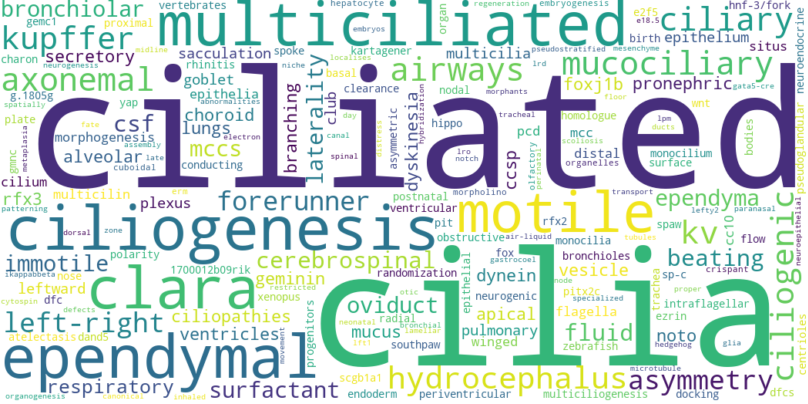 bronchiolar
gemc1
proximal
vertebrates
hepatocyte
regeneration
embryogenesis
e2f5
e18.5
hnf-3/fork
kupffer
multiciliated
ciliary
organ
embryos
charon
secretory
midline
neurogenesis
sacculation
spoke
kartagener
localises
pseudostratified
mesenchyme
birth
epithelium
situs
neuroendocrine
axonemal
rhinitis
goblet
multicilia
basal
airways
lrd
mucociliary
g.1805g
yap
epithelia
niche
abnormalities
clearance
nodal
morphants
foxj1b
pronephric
gata5-cre
spatially
plate
csf
choroid
lungs
branching
laterality
club
day
distress
asymmetric
dyskinesia
hybridization
tracheal
homologue
wnt
floor
lpm
ducts
bodies
pseudoglandular
fate
morphogenesis
electron
canal
hippo
pcd
mcc
distal
scoliosis
gmnc
metaplasia
alveolar
assembly
late
cuboidal
mccs
conducting
spinal
lro
notch
ccsp
olfactory
perinatal
monocilium
organelles
surface
ciliated
cilium
multicilin
erm
postnatal
morpholino
transport
ependyma
lefty2
paranasal
rfx3
patterning
plexus
forerunner
ventricular
pit
motile
rfx2
spaw
cc10
neuroepithelial
ciliogenesis
dorsal
zone
obstructive
air-liquid
monocilia
tubules
kv
flow
immotile
polarity
cerebrospinal
fox
gastrocoel
bronchioles
beating
ikappabbeta
nose
1700012b09rik
geminin
randomization
epithelial
dynein
vesicle
node
trachea
sp-c
crispant
leftward
dfc
clara
restricted
xenopus
otic
neurogenic
pitx2c
specialized
proper
intraflagellar
ciliogenic
cytospin
defects
ciliopathies
progenitors
neonatal
oviduct
radial
apical
flagella
ezrin
left-right
ventricles
bronchial
mucus
lamellar
pulmonary
fluid
noto
hedgehog
glia
centrioles
atelectasis
dand5
movement
lfc1
southpaw
winged
zebrafish
cilia
ependymal
microtubule
scgb1a1
hydrocephalus
asymmetry
respiratory
surfactant
organogenesis
canonical
inhaled
endoderm
periventricular
multiciliogenesis
docking
dfcs